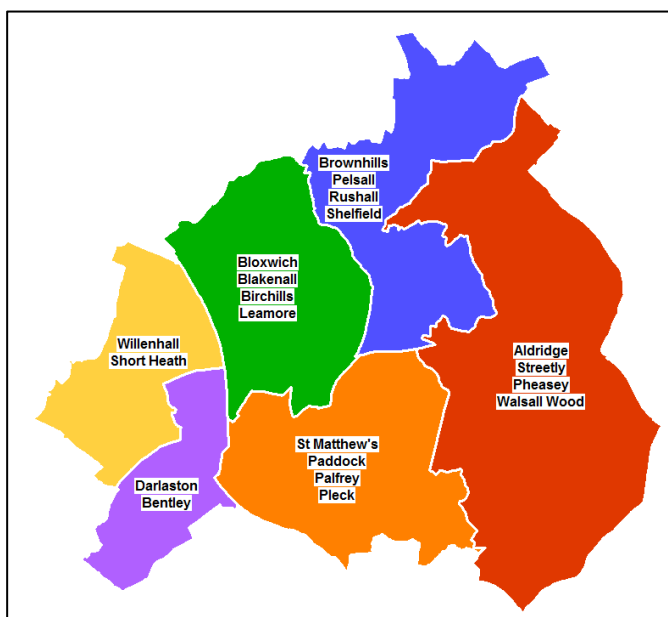 Brownhills
Pelsall
Rushall
Shelfield
Bloxwich
Blakenall
Birchills
Leamore
Willenhall
Short Heath
Aldridge
Streetly
Pheasey
Walsall Wood
St Matthew's
Paddock
Palfrey
Pleck
Darlaston
Bentley